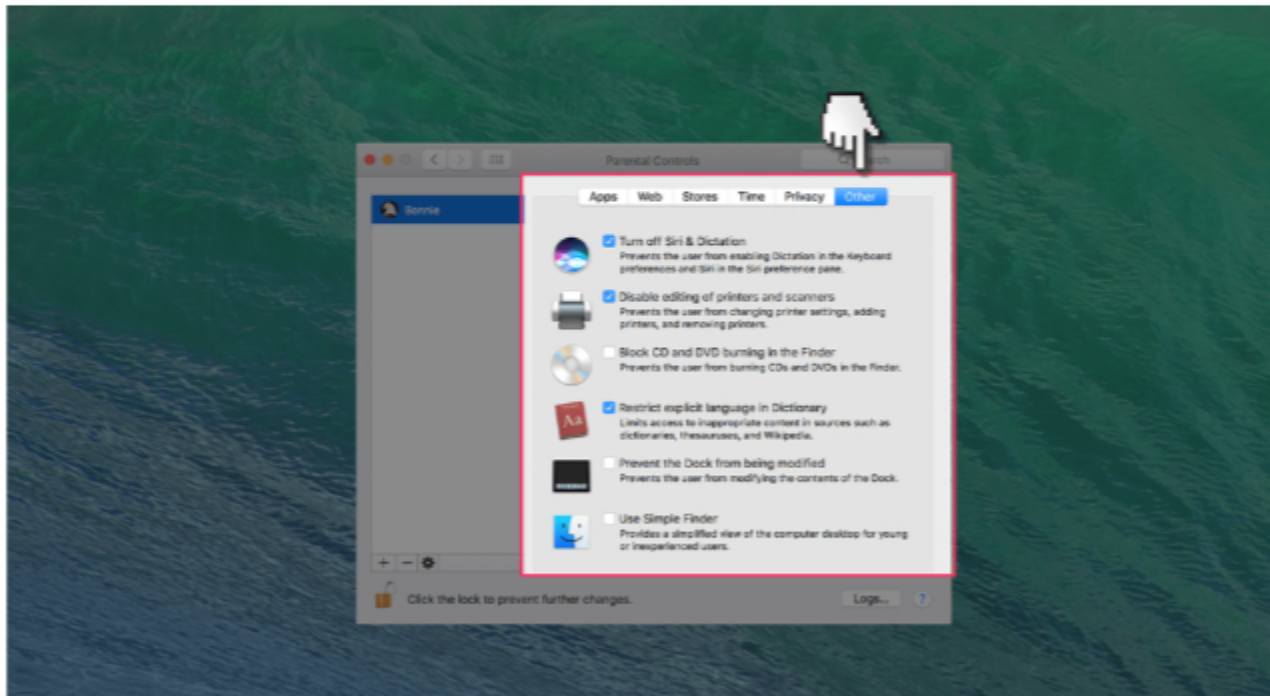 Parental Controls
Search
Apps Web Stores Time Privacy Other
Bonnie
Turn off Siri & Dictation
Prevents the user from enabling Dictation in the Keyboard
preferences and Siri in the Siri preference pane.
Disable editing of printers and scanners
Prevents the user from changing printer settings, adding
printers, and removing printers.
Block CD and DVD burning in the Finder
Prevents the user from burning CDs and DVDs in the Finder.
Aa
Restrict explicit language in Dictionary
Limits access to inappropriate content in sources such as
dictionaries, thesauruses, and Wikipedia.
Prevent the Dock from being modified
Prevents the user from modifying the contents of the Dock.
Use Simple Finder
Provides a simplified view of the computer desktop for young
or inexperienced users.
Click the lock to prevent further changes.
Logs...
?